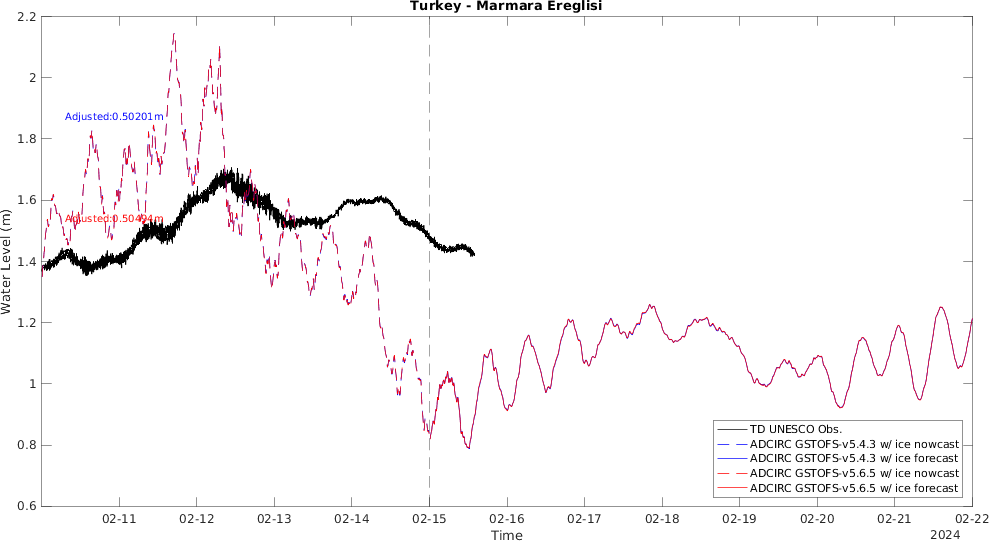 Turkey - Marmara Ereglisi
2.2
2
1.8
1.6
1.4
1.2
1
0.8
0.6
Water Level (m)
Adjusted:0.50201m
Adjusted:0.50494m
TD UNESCO Obs.
ADCIRC GSTOFS-v5.4.3 w/ ice nowcast
ADCIRC GSTOFS-v5.4.3 w/ ice forecast
ADCIRC GSTOFS-v5.6.5 w/ ice nowcast
ADCIRC GSTOFS-v5.6.5 w/ ice forecast
02-11 02-12 02-13 02-14 02-15 02-16 02-17 02-18 02-19 02-20 02-21 02-22
Time
2024